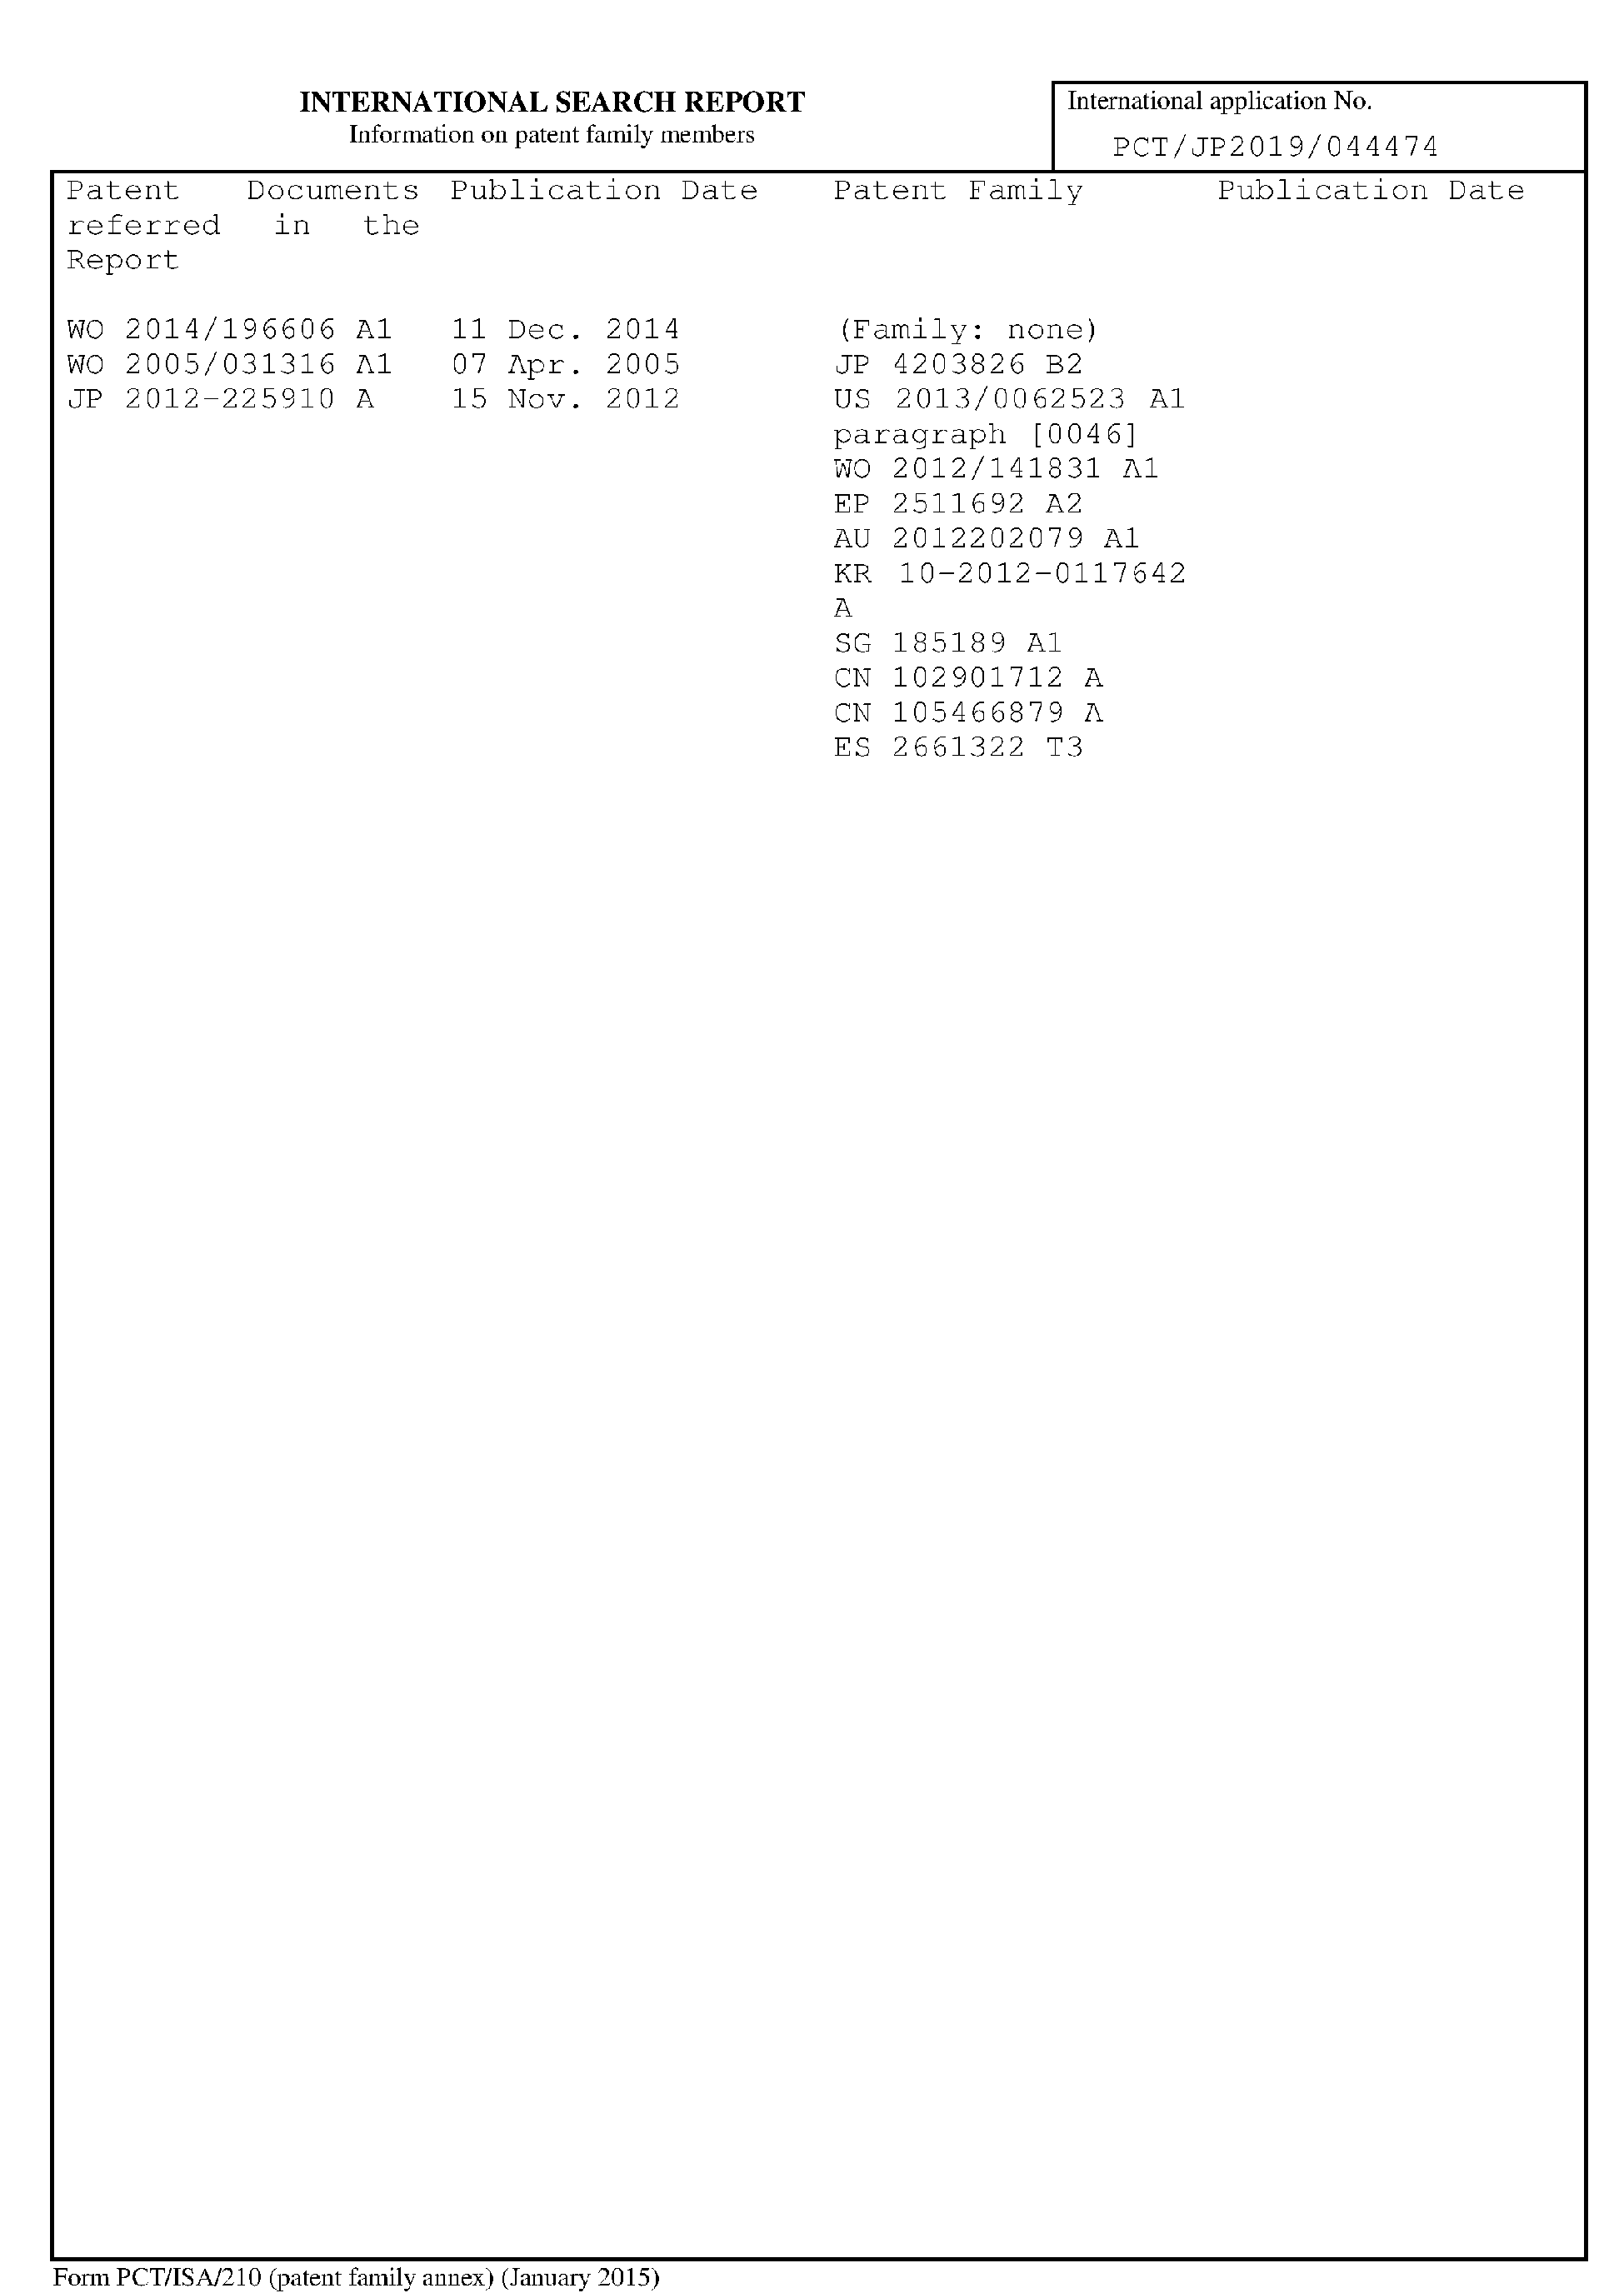 INTERNATIONAL SEARCH REPORT
Information on patent family members
International application No.
PCT/JP2019/044474
Patent Documents Publication Date Patent Family Publication Date
referred in the
Report
WO 2014/196606 A1 11 Dec. 2014 (Family: none)
WO 2005/031316 A1 07 Apr. 2005 JP 4203826 B2
JP 2012-225910 A 15 Nov. 2012 US 2013/0062523 A1
paragraph [0046]
WO 2012/141831 A1
EP 2511692 A2
AU 2012202079 A1
KR 10-2012-0117642
A
SG 185189 A1
CN 102901712 A
CN 105466879 A
ES 2661322 T3
Form PCT/ISA/210 (patent family annex) (January 2015)